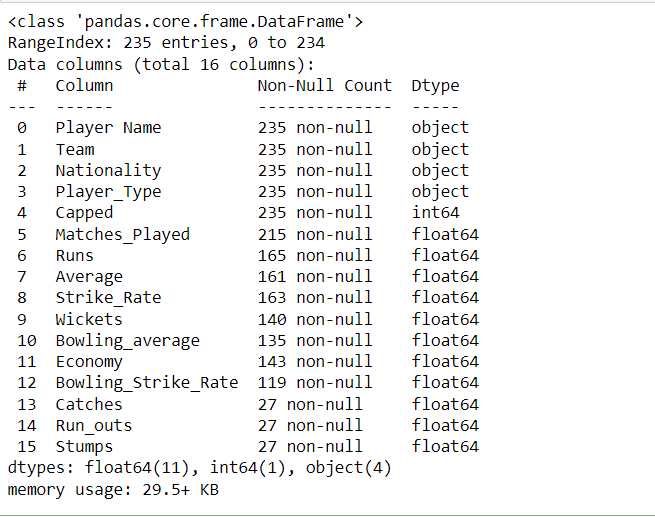 <class 'pandas.core.frame.DataFrame'>
RangeIndex: 235 entries, 0 to 234
Data columns (total 16 columns):
 #   Column               Non-Null Count  Dtype
---  ------               --------------  -----
 0   Player Name          235 non-null    object
 1   Team                 235 non-null    object
 2   Nationality          235 non-null    object
 3   Player_Type          235 non-null    object
 4   Capped               235 non-null    int64
 5   Matches_Played       215 non-null    float64
 6   Runs                 165 non-null    float64
 7   Average              161 non-null    float64
 8   Strike_Rate          163 non-null    float64
 9   Wickets              140 non-null    float64
 10  Bowling_average      135 non-null    float64
 11  Economy              143 non-null    float64
 12  Bowling_Strike_Rate  119 non-null    float64
 13  Catches              27 non-null     float64
 14  Run_outs             27 non-null     float64
 15  Stumps               27 non-null     float64
dtypes: float64(11), int64(1), object(4)
memory usage: 29.5+ KB